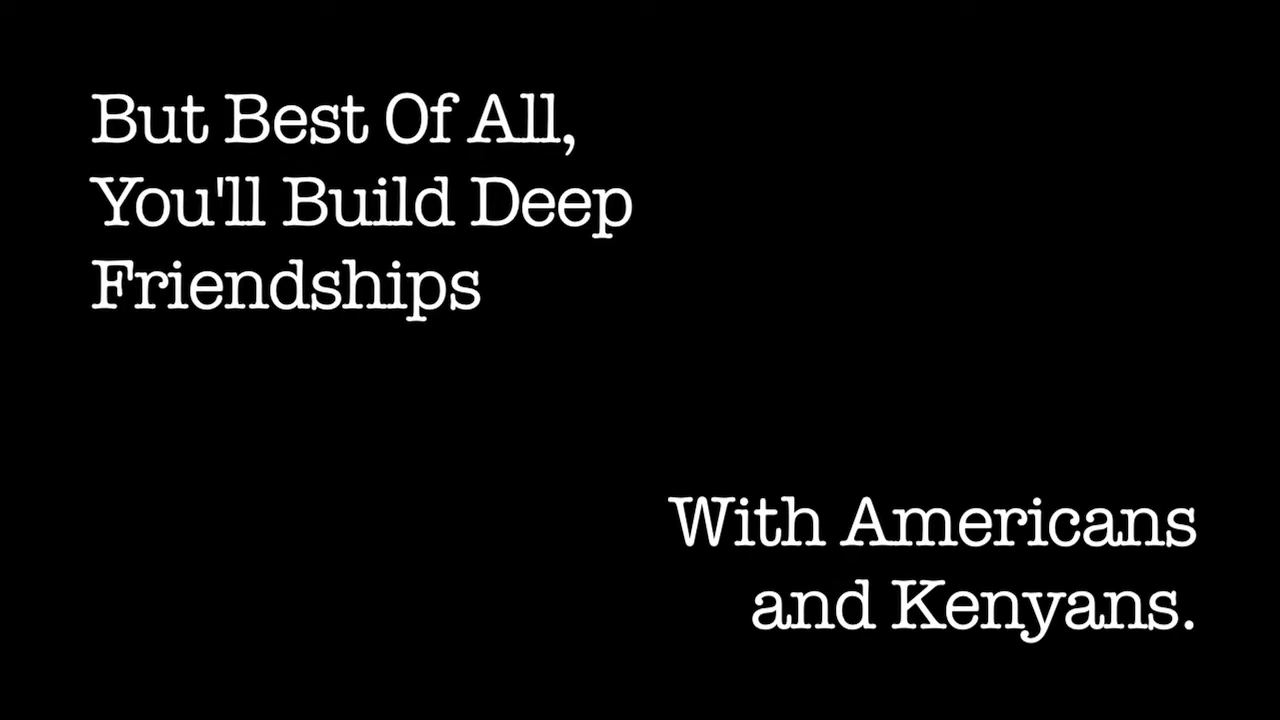 But Best Of All,
You'll Build Deep
Friendships
With Americans
and Kenyans.